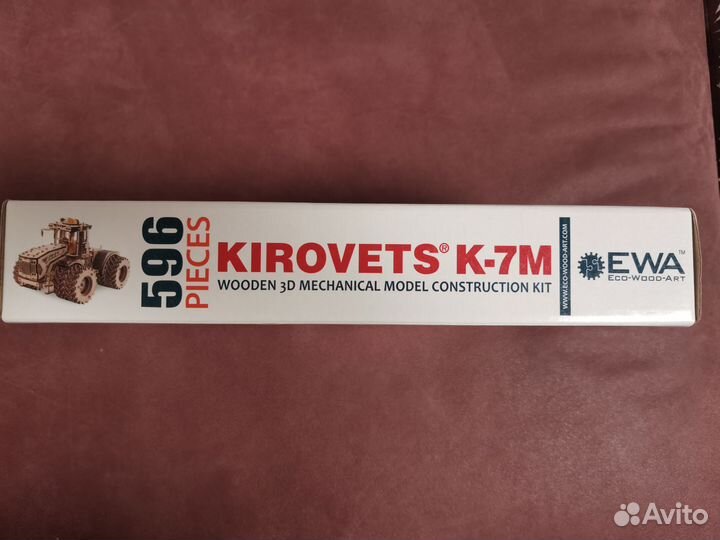 596
PIECES
KIROVETS® K-7M
WOODEN 3D MECHANICAL MODEL CONSTRUCTION KIT
WWW.ECO-WOOD-ART.COM
EWA™
ECO-WOOD-ART
Avito